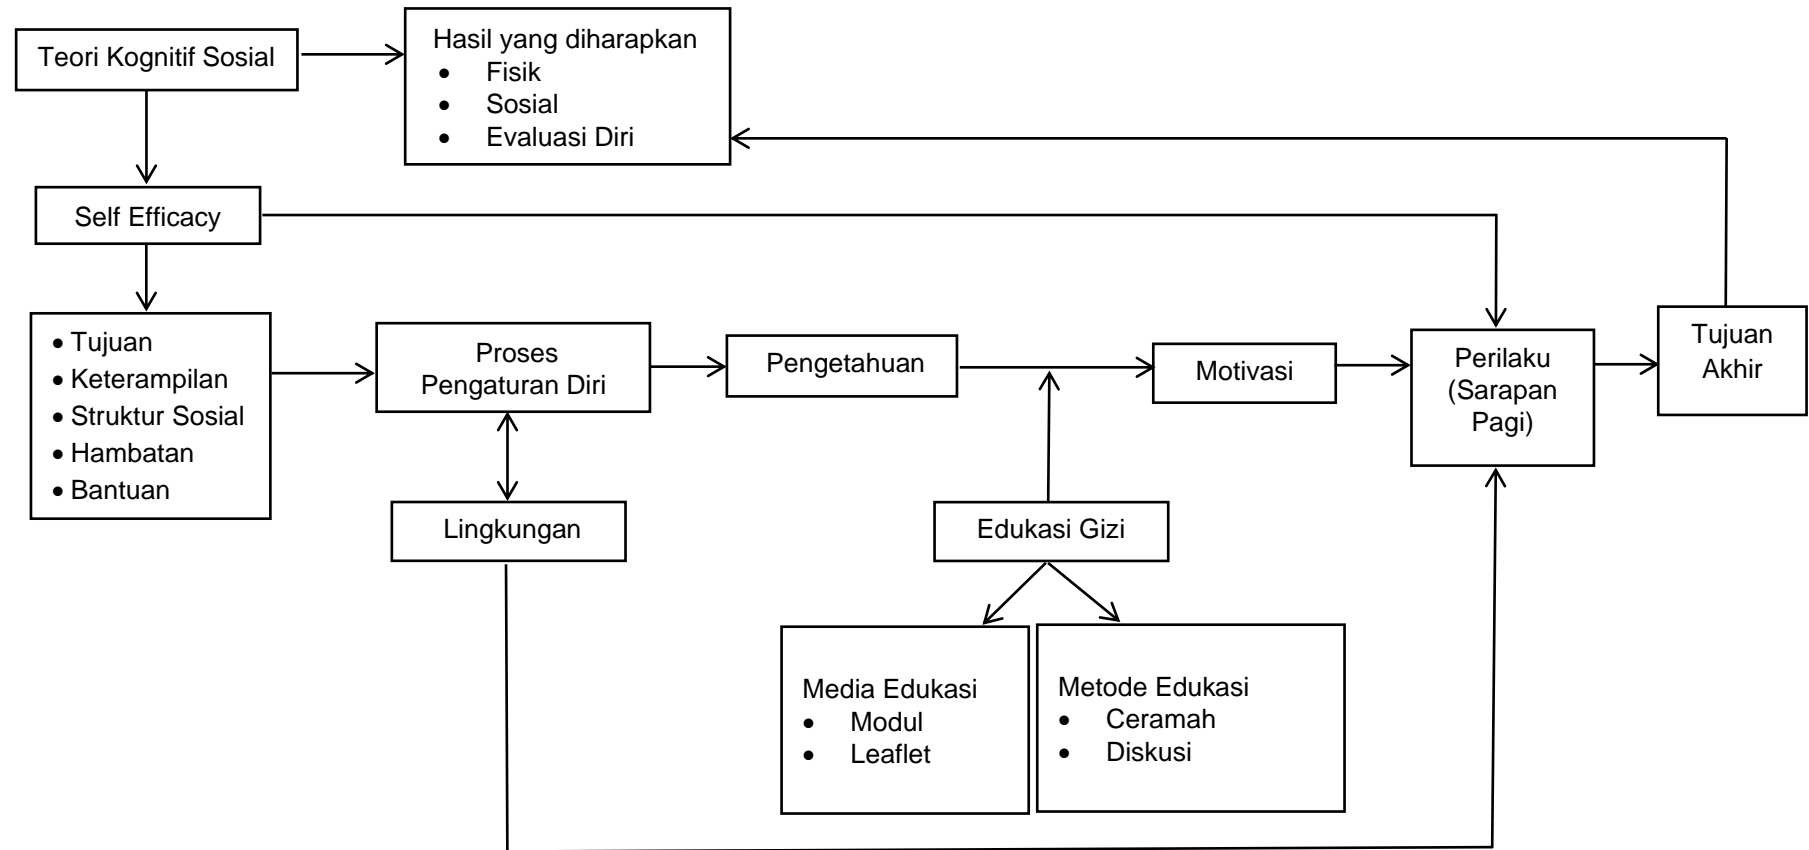 Teori Kognitif Sosial
Hasil yang diharapkan
• Fisik
• Sosial
• Evaluasi Diri
Self Efficacy
• Tujuan
• Keterampilan
• Struktur Sosial
• Hambatan
• Bantuan
Proses
Pengaturan Diri
Pengetahuan
Motivasi
Perilaku
(Sarapan
Pagi)
Tujuan
Akhir
Lingkungan
Edukasi Gizi
Media Edukasi
• Modul
• Leaflet
Metode Edukasi
• Ceramah
• Diskusi